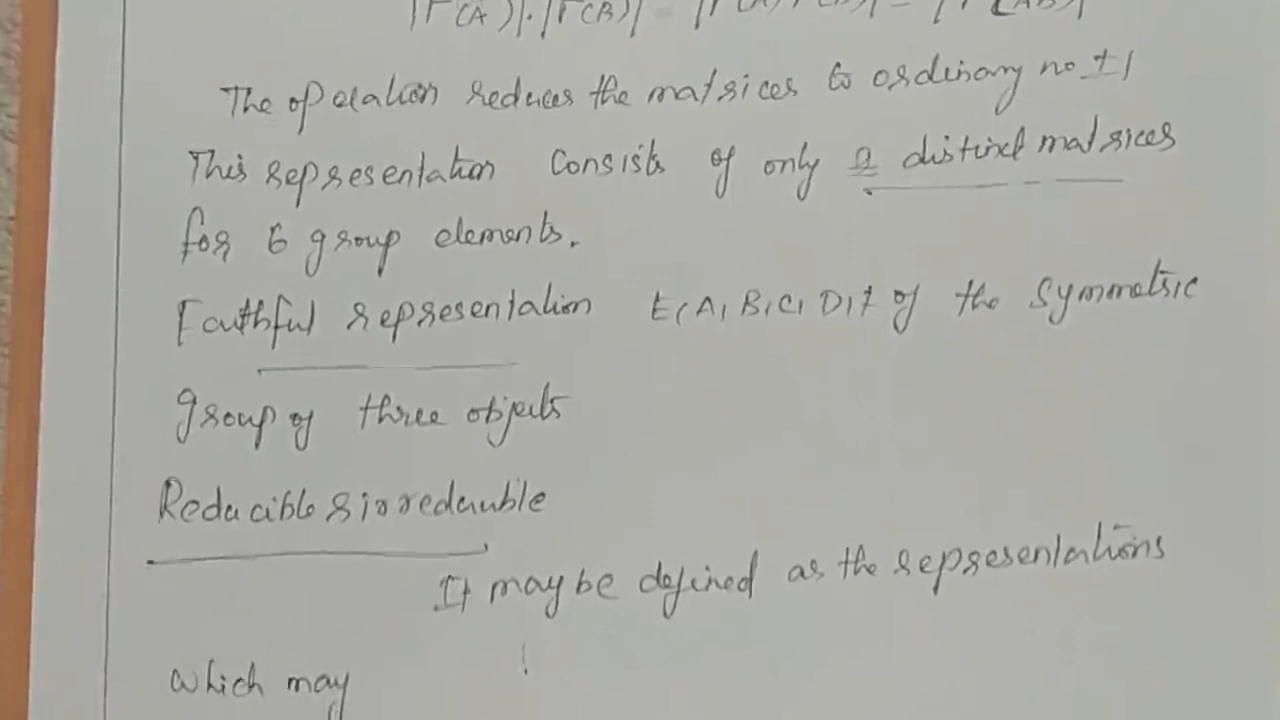 |Γ(A)|·|Γ(B)| = |Γ(A)Γ(B)| = |Γ(AB)|
The operation reduces the matrices to ordinary no ±1
This representation consists of only 2 distinct matrices
for 6 group elements.
Faithful representation E, A, B, C, D, F of the symmetric
group of three objects
Reducible & irreducible
It may be defined as the representations
which may